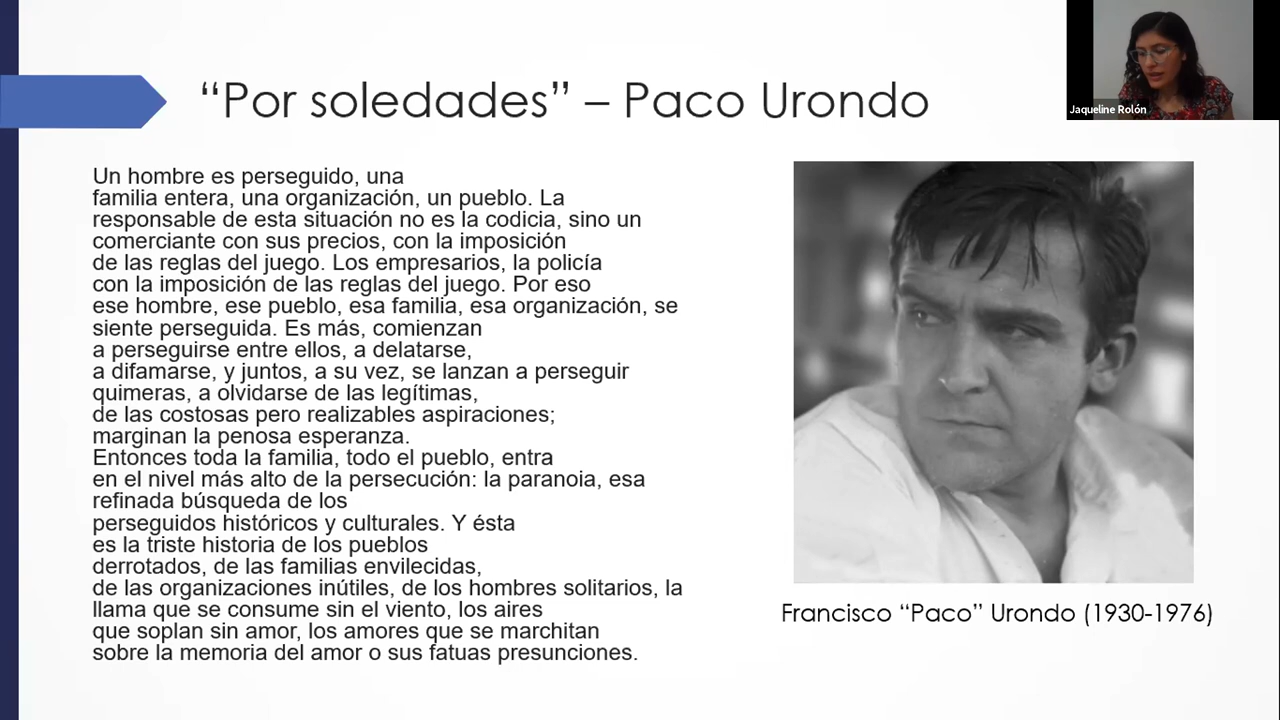 “Por soledades” – Paco Urondo
Jaqueline Rolón
Un hombre es perseguido, una
familia entera, una organización, un pueblo. La
responsable de esta situación no es la codicia, sino un
comerciante con sus precios, con la imposición
de las reglas del juego. Los empresarios, la policía
con la imposición de las reglas del juego. Por eso
ese hombre, ese pueblo, esa familia, esa organización, se
siente perseguida. Es más, comienzan
a perseguirse entre ellos, a delatarse,
a difamarse, y juntos, a su vez, se lanzan a perseguir
quimeras, a olvidarse de las legítimas,
de las costosas pero realizables aspiraciones;
marginan la penosa esperanza.
Entonces toda la familia, todo el pueblo, entra
en el nivel más alto de la persecución: la paranoia, esa
refinada búsqueda de los
perseguidos históricos y culturales. Y ésta
es la triste historia de los pueblos
derrotados, de las familias envilecidas,
de las organizaciones inútiles, de los hombres solitarios, la
llama que se consume sin el viento, los aires
que soplan sin amor, los amores que se marchitan
sobre la memoria del amor o sus fatuas presunciones.
Francisco “Paco” Urondo (1930-1976)